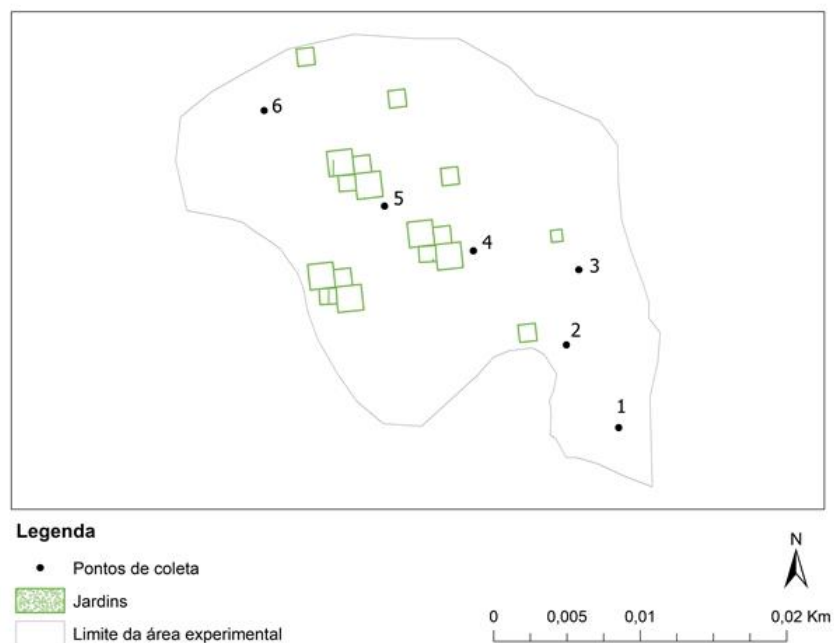 6
5
4
3
2
1
Legenda
Pontos de coleta
Jardins
Limite da área experimental
N
0 0,005 0,01 0,02 Km